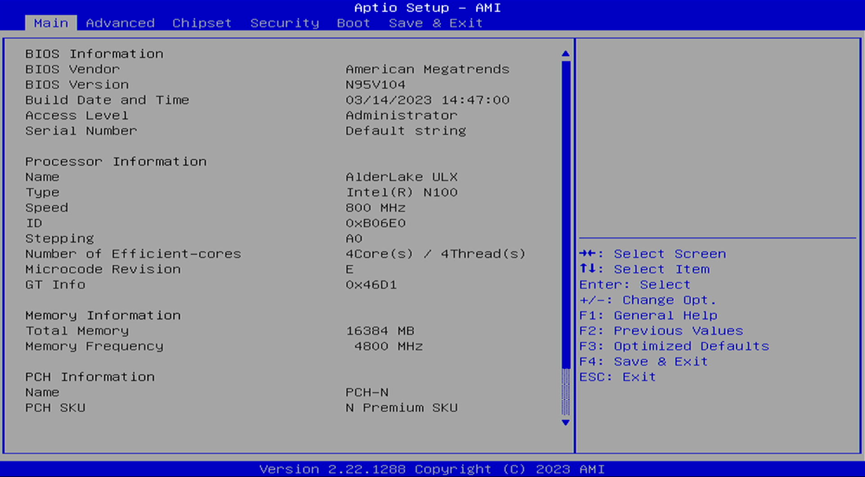 Aptio Setup – AMI
Main Advanced Chipset Security Boot Save & Exit
BIOS Information
BIOS Vendor American Megatrends
BIOS Version N95V104
Build Date and Time 03/14/2023 14:47:00
Access Level Administrator
Serial Number Default string
Processor Information
Name AlderLake ULX
Type Intel(R) N100
Speed 800 MHz
ID 0xB06E0
Stepping A0
Number of Efficient-cores 4Core(s) / 4Thread(s)
Microcode Revision E
GT Info 0x46D1
Memory Information
Total Memory 16384 MB
Memory Frequency 4800 MHz
PCH Information
Name PCH-N
PCH SKU N Premium SKU
→←: Select Screen
↑↓: Select Item
Enter: Select
+/-: Change Opt.
F1: General Help
F2: Previous Values
F3: Optimized Defaults
F4: Save & Exit
ESC: Exit
Version 2.22.1288 Copyright (C) 2023 AMI